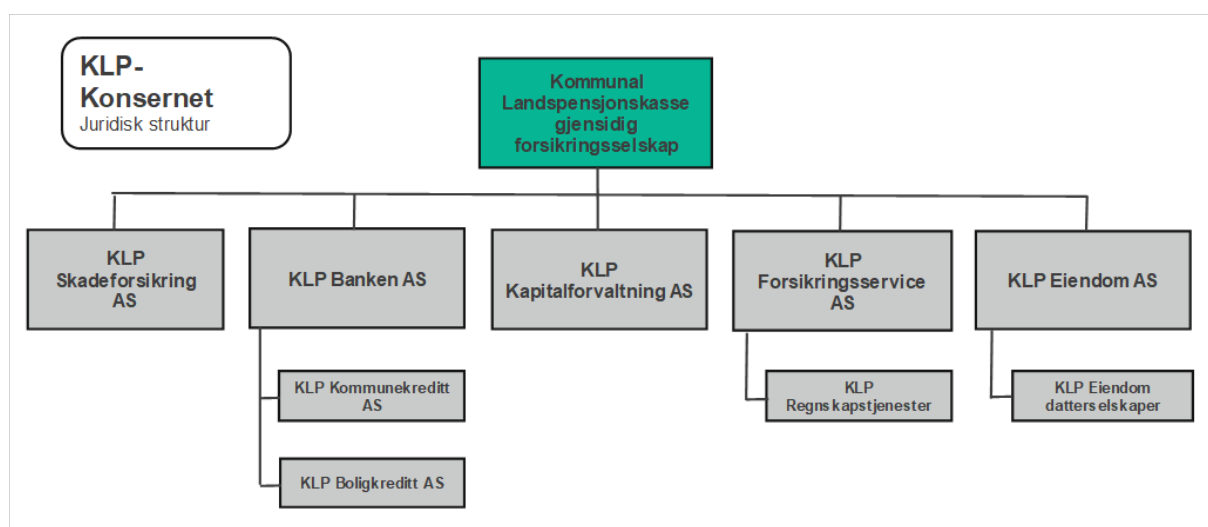 KLP-
Konsernet
Juridisk struktur
Kommunal
Landspensjonskasse
gjensidig
forsikringsselskap
KLP
Skadeforsikring
AS
KLP Banken AS
KLP
Kapitalforvaltning AS
KLP
Forsikringsservice
AS
KLP Eiendom AS
KLP Kommunekreditt
AS
KLP
Regnskapstjenester
KLP Eiendom
datterselskaper
KLP Boligkreditt AS